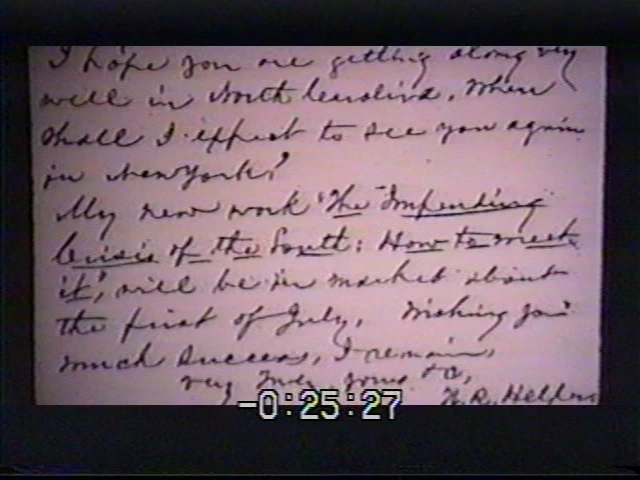 I hope you are getting along very
well in North Carolina. When
shall I expect to see you again
in New York?
My new work "The Impending
Crisis of the South: How to meet
it", will be in market about
the first of July. Wishing you
much success, I remain,
very truly yours &c,
H. R. Helper
-0:25:27